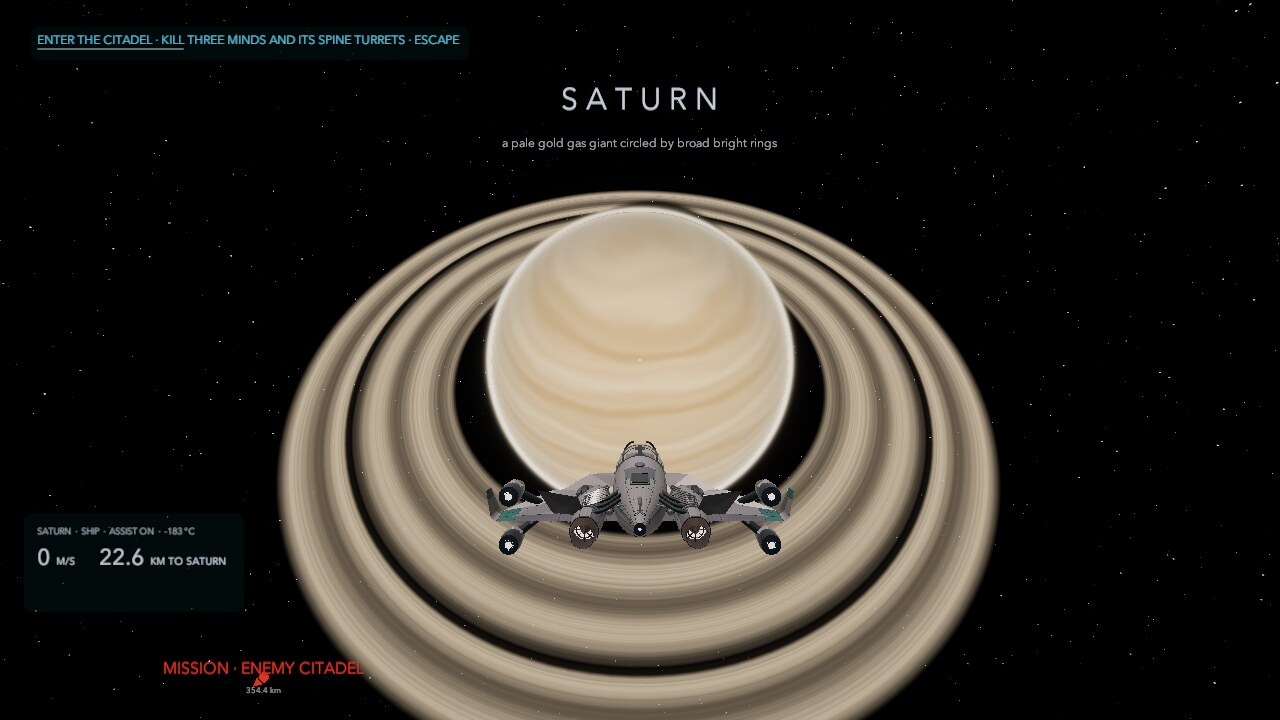 ENTER THE CITADEL · KILL THREE MINDS AND ITS SPINE TURRETS · ESCAPE
SATURN
a pale gold gas giant circled by broad bright rings
SATURN · SHIP · ASSIST ON · -183 °C
0 M/S 22.6 KM TO SATURN
MISSION · ENEMY CITADEL
354.4 km